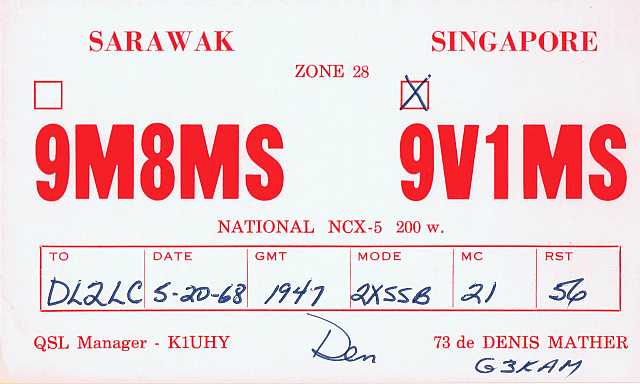 SARAWAK SINGAPORE
ZONE 28
X
9M8MS 9V1MS
NATIONAL NCX-5 200 w.
TO DATE GMT MODE MC RST
DL2LC 5-20-68 1947 2XSSB 21 56
QSL Manager - K1UHY Den 73 de DENIS MATHER
G3KAM